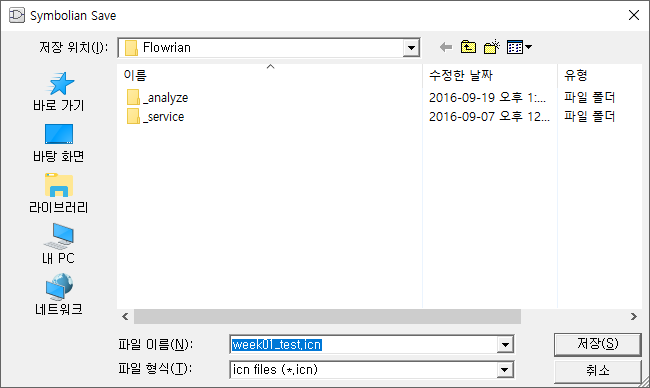 Symbolian Save
저장 위치(I):
Flowrian
이름
수정한 날짜
유형
_analyze
2016-09-19 오후 1:...
파일 폴더
_service
2016-09-07 오후 12...
파일 폴더
바로 가기
바탕 화면
라이브러리
내 PC
네트워크
파일 이름(N):
week01_test.icn
저장(S)
파일 형식(T):
icn files (*.icn)
취소